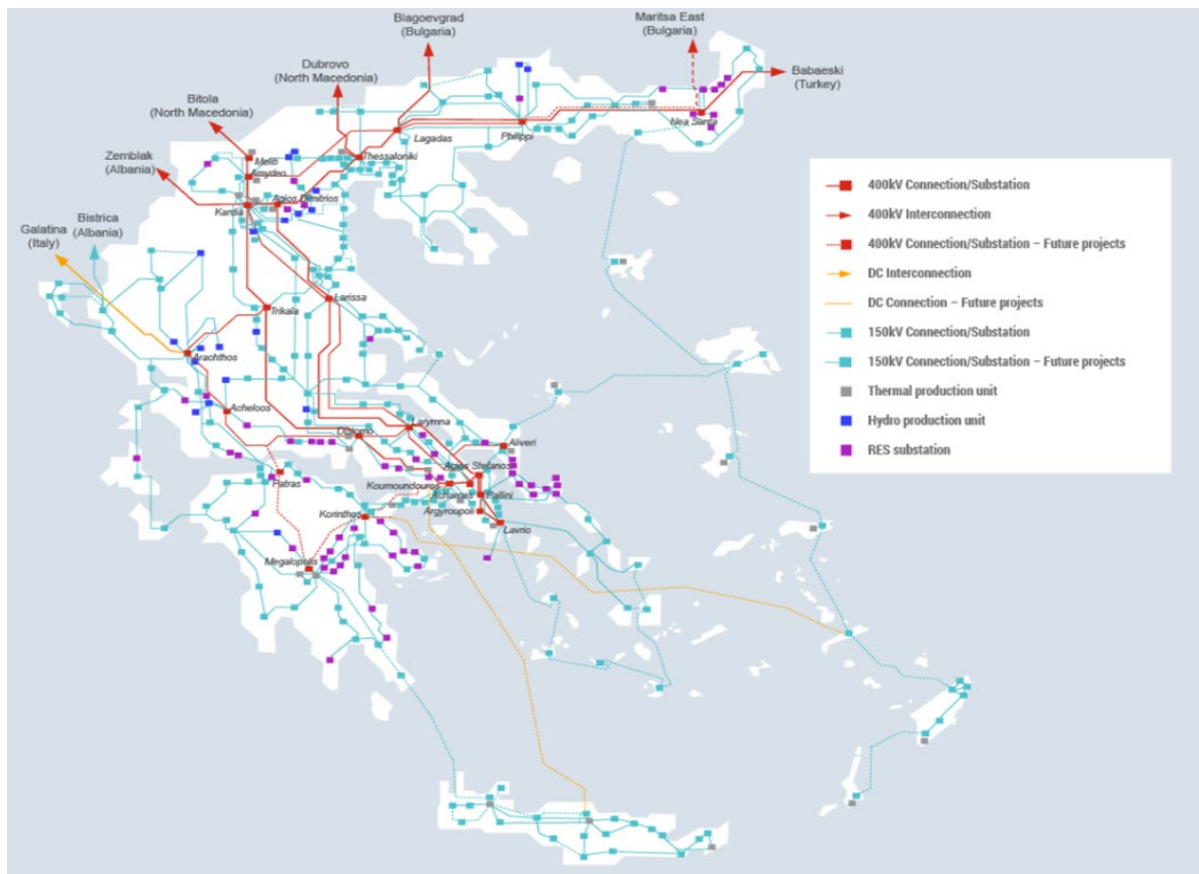 Blagoevgrad
(Bulgaria)
Maritsa East
(Bulgaria)
Dubrovo
(North Macedonia)
Babaeski
(Turkey)
Bitola
(North Macedonia)
Zemblak
(Albania)
Bistrica
(Albania)
Galatina
(Italy)
Nea Santa
Philippi
Lagadas
Thessaloniki
Meliti
Amydeo
Agios Dimitrios
Kardia
Larissa
Trikala
Arachthos
Acheloos
Larymna
Distomo
Aliveri
Agios Stefanos
Koumoundouros
Acharnes
Pallini
Argyroupoli
Lavrio
Patras
Korinthos
Megalopolis
400kV Connection/Substation
400kV Interconnection
400kV Connection/Substation – Future projects
DC Interconnection
DC Connection – Future projects
150kV Connection/Substation
150kV Connection/Substation – Future projects
Thermal production unit
Hydro production unit
RES substation